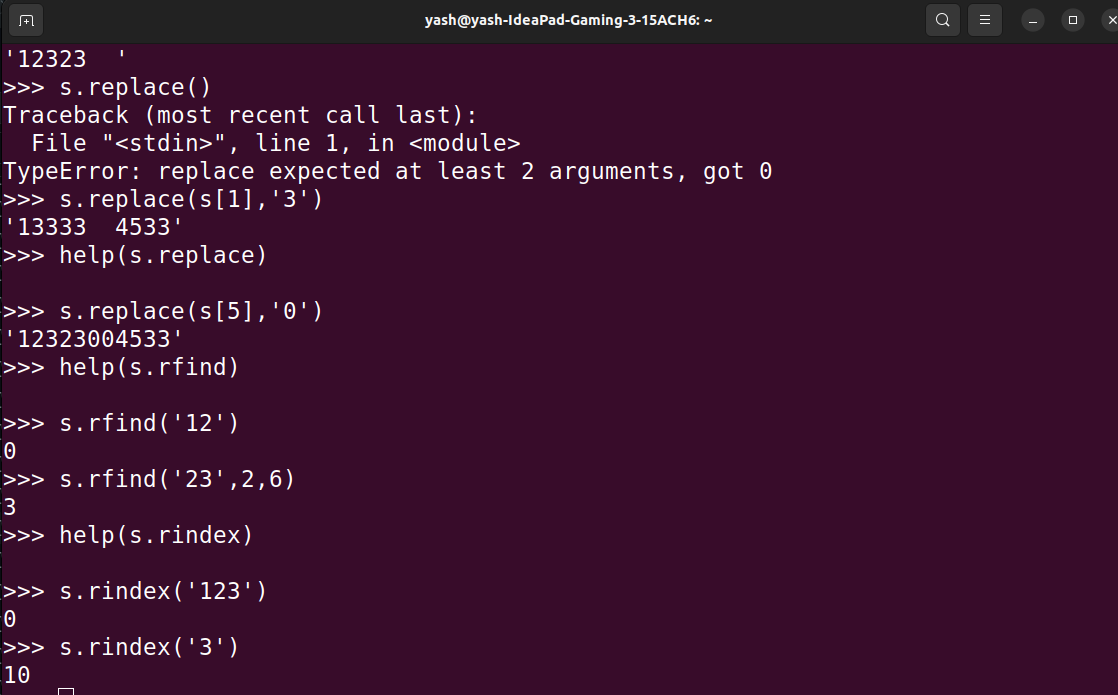 yash@yash-IdeaPad-Gaming-3-15ACH6: ~
'12323  '
>>> s.replace()
Traceback (most recent call last):
  File "<stdin>", line 1, in <module>
TypeError: replace expected at least 2 arguments, got 0
>>> s.replace(s[1],'3')
'13333  4533'
>>> help(s.replace)

>>> s.replace(s[5],'0')
'12323004533'
>>> help(s.rfind)

>>> s.rfind('12')
0
>>> s.rfind('23',2,6)
3
>>> help(s.rindex)

>>> s.rindex('123')
0
>>> s.rindex('3')
10